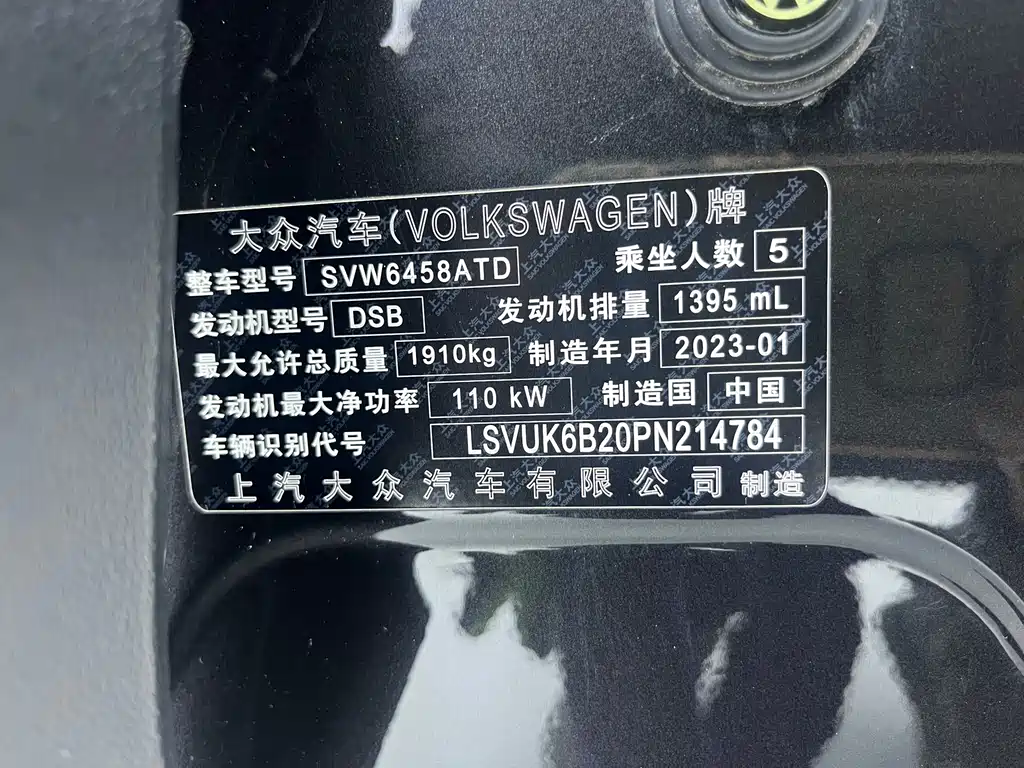 大众汽车(VOLKSWAGEN)牌
整车型号 SVW6458ATD 乘坐人数 5
发动机型号 DSB 发动机排量 1395 mL
最大允许总质量 1910kg 制造年月 2023-01
发动机最大净功率 110 kW 制造国 中国
车辆识别代号 LSVUK6B20PN214784
上汽大众汽车有限公司 制造